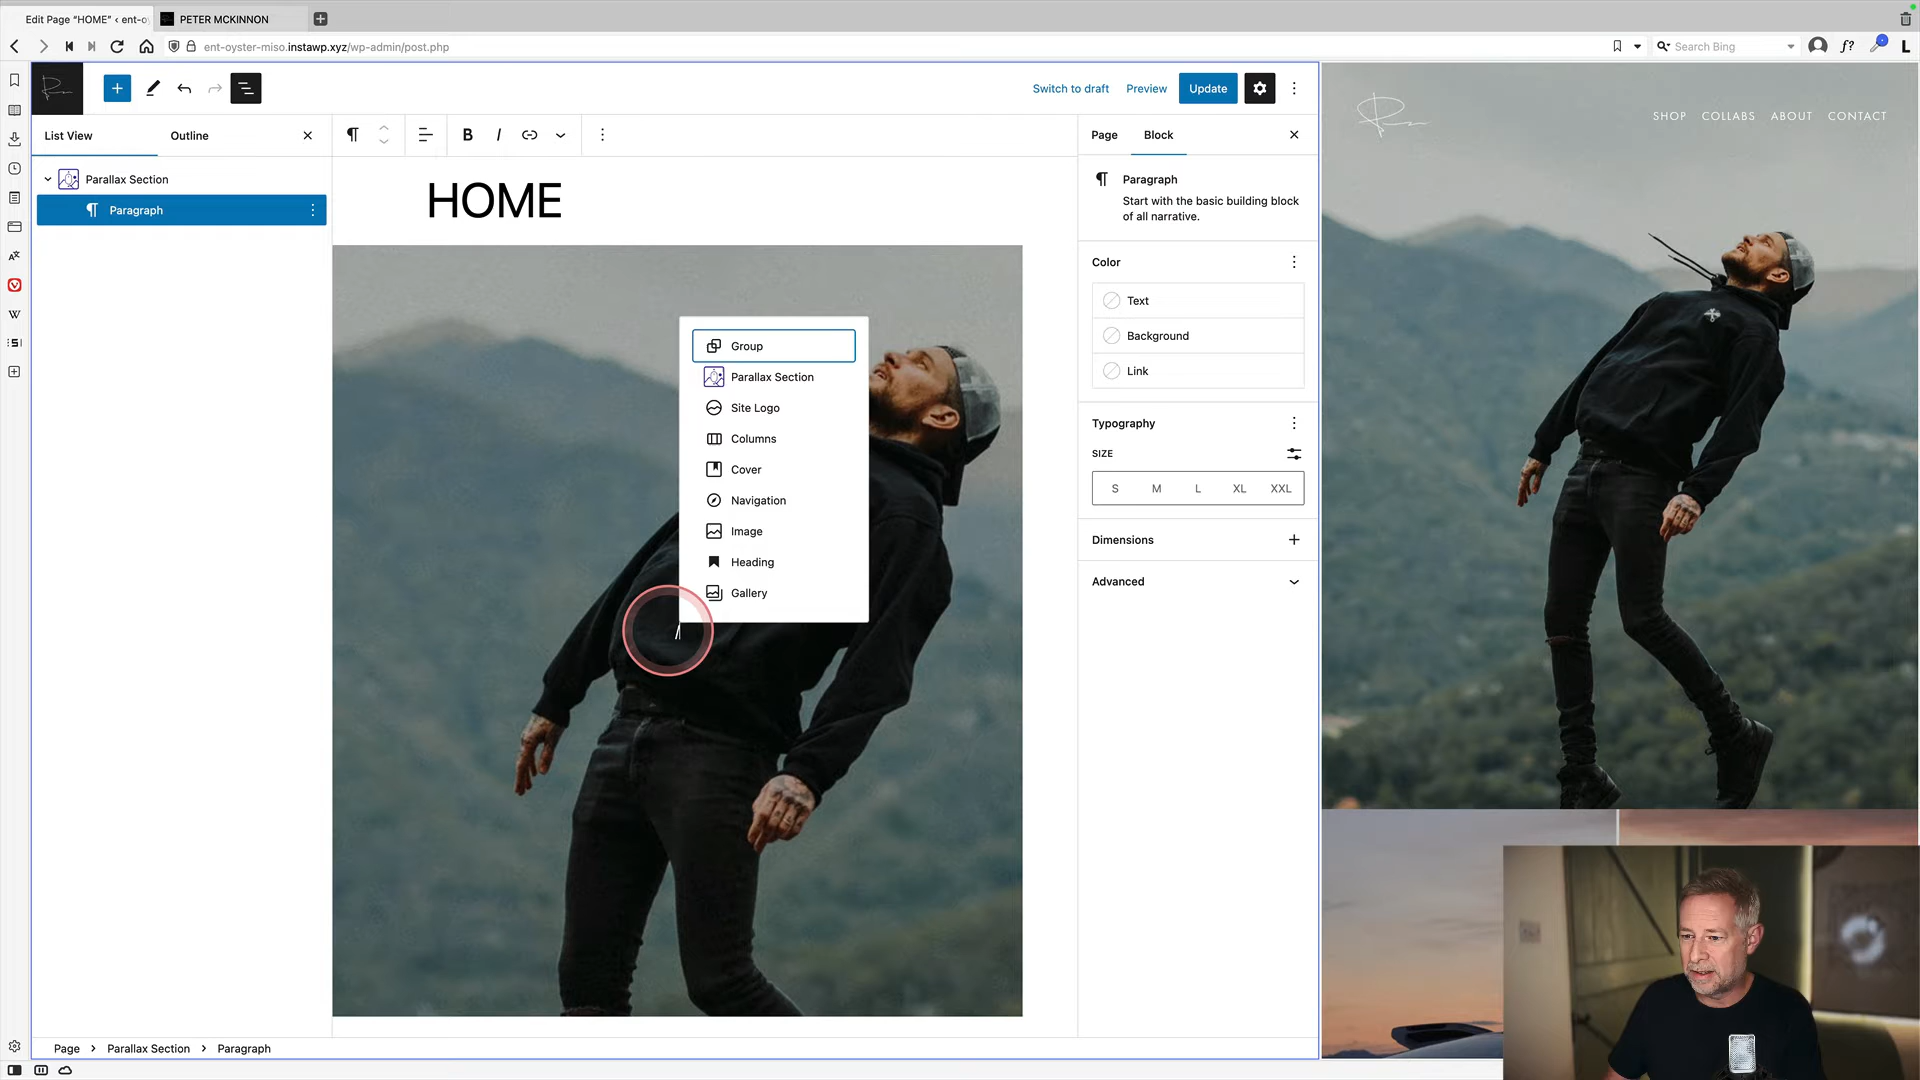 Edit Page “HOME” ‹ ent-oy
PETER MCKINNON
ent-oyster-miso.instawp.xyz/wp-admin/post.php
Search Bing
f?
L
Switch to draft
Preview
Update
List View
Outline
B
I
Page
Block
SHOP
COLLABS
ABOUT
CONTACT
Parallax Section
Paragraph
HOME
Paragraph
Start with the basic building block
of all narrative.
Color
Text
Background
Link
Typography
SIZE
S
M
L
XL
XXL
Dimensions
Advanced
Group
Parallax Section
Site Logo
Columns
Cover
Navigation
Image
Heading
Gallery
/
W
Page
Parallax Section
Paragraph